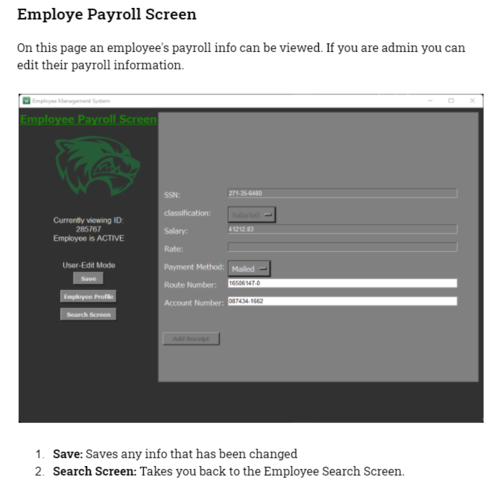 Employe Payroll Screen
On this page an employee's payroll info can be viewed. If you are admin you can
edit their payroll information.
Employee Management System
Employee Payroll Screen
SSN: 271-35-6480
Currently viewing ID:
285767
Employee is ACTIVE
classification: Salaried
Salary: 41212.83
Rate:
User-Edit Mode
Payment Method: Mailed
Save
Route Number: 16506147-0
Employee Profile
Account Number: 087434-1662
Search Screen
Add Receipt
1. Save: Saves any info that has been changed
2. Search Screen: Takes you back to the Employee Search Screen.